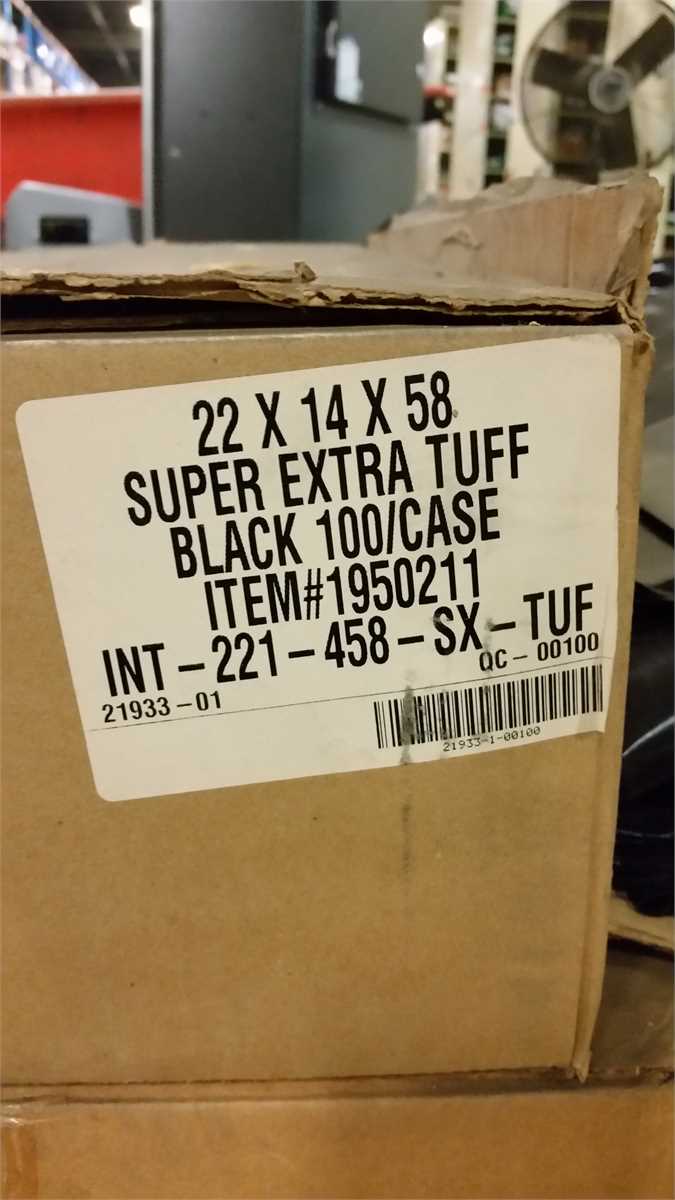 22 X 14 X 58
SUPER EXTRA TUFF
BLACK 100/CASE
ITEM#1950211
INT-221-458-SX-TUF
21933-01
QC-00100
21933-1-00100